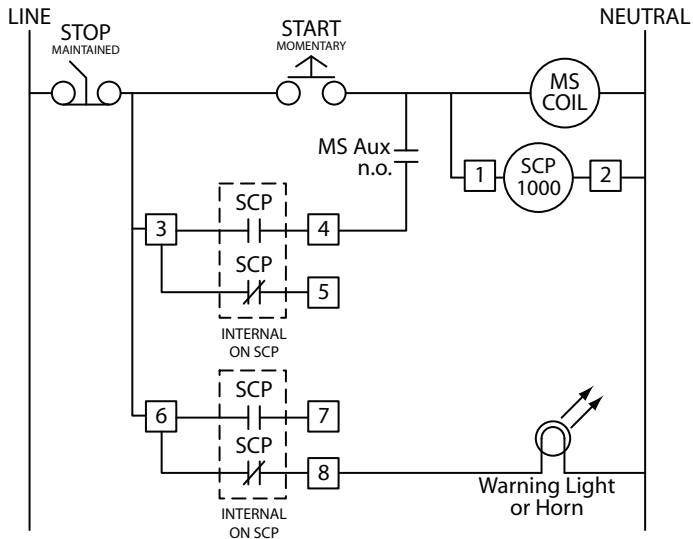 LINE
NEUTRAL
STOP
MAINTAINED
START
MOMENTARY
MS
COIL
MS Aux
n.o.
1
SCP
1000
2
SCP
3
4
SCP
5
INTERNAL
ON SCP
SCP
6
7
SCP
8
Warning Light
or Horn
INTERNAL
ON SCP